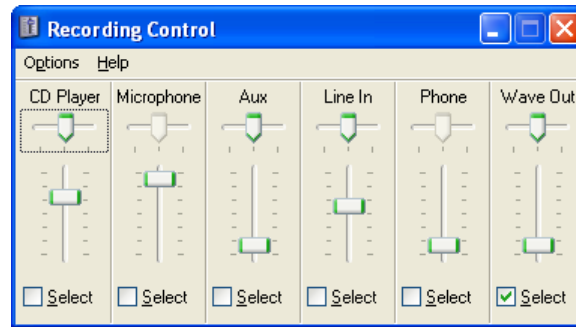 Recording Control
Options Help
CD Player Microphone Aux Line In Phone Wave Out
Select Select Select Select Select Select